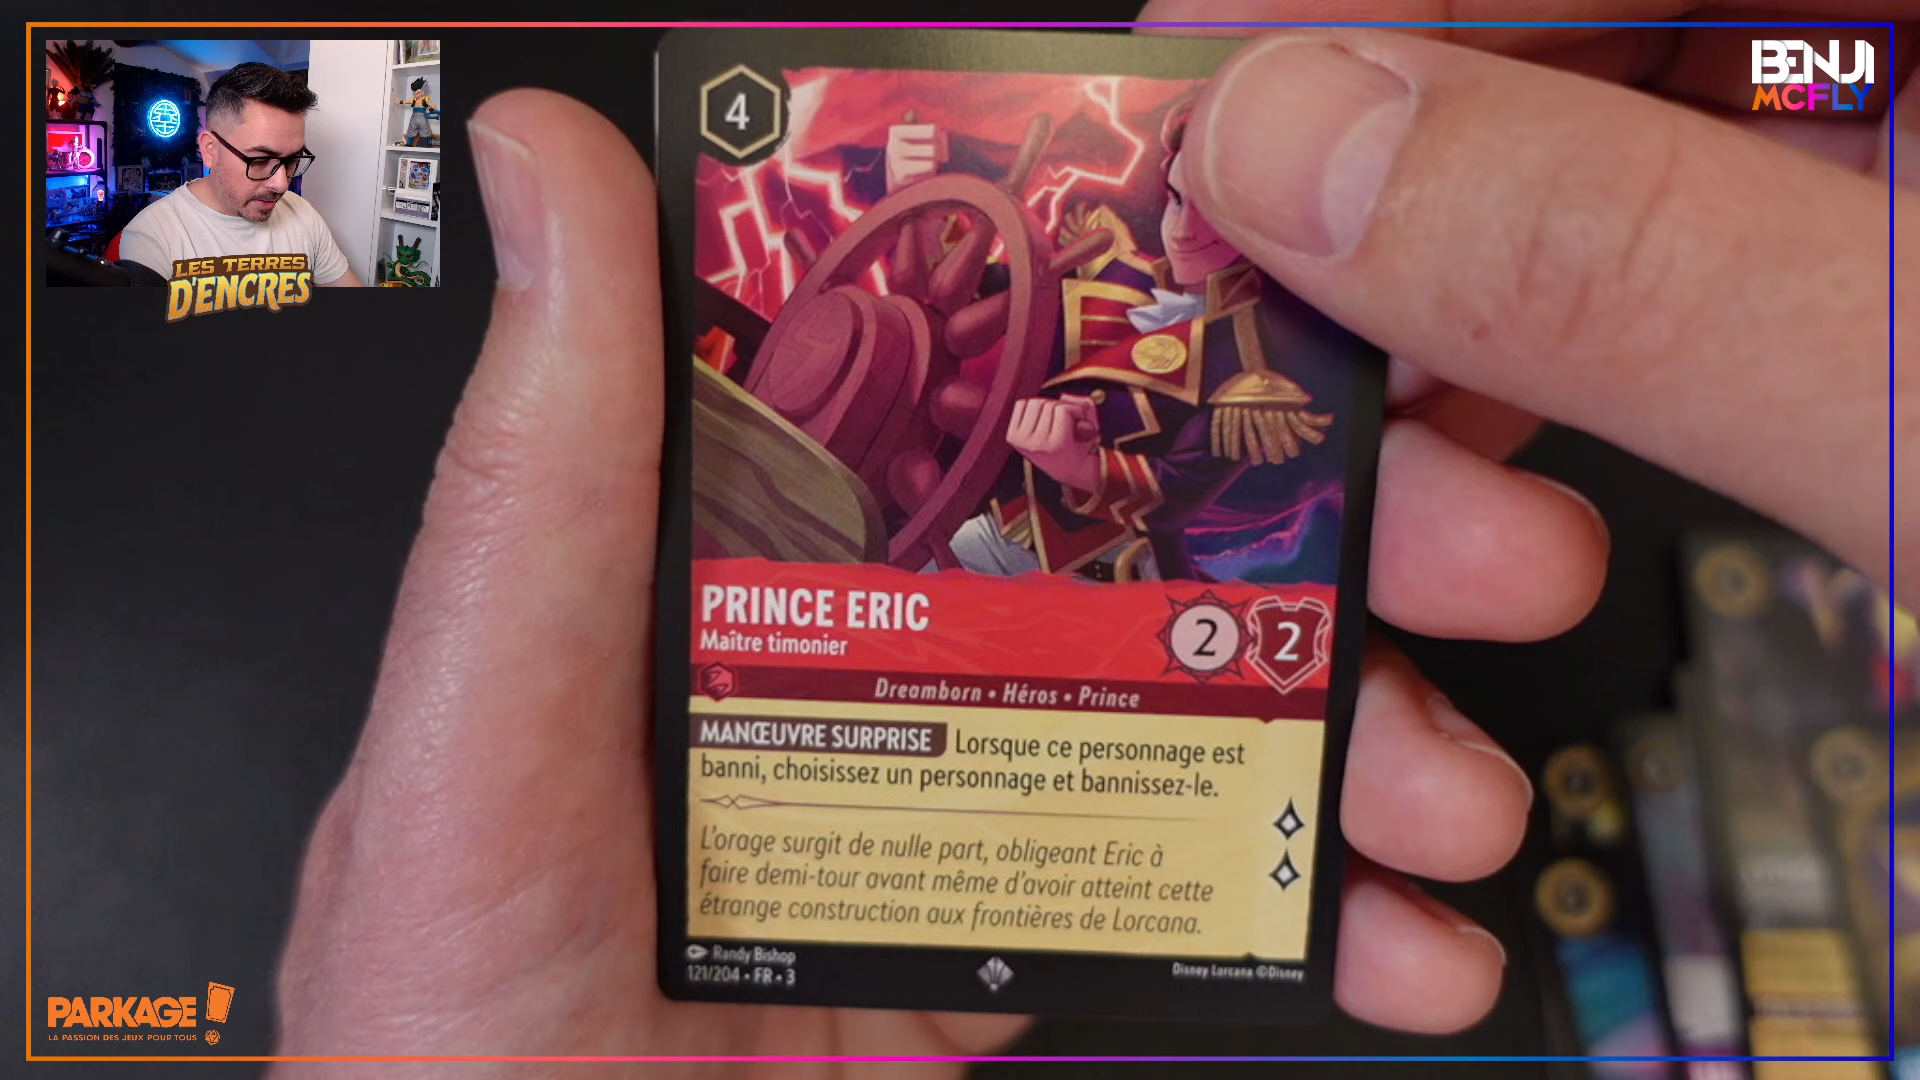 BENJI
MCFLY
LES TERRES
D'ENCRES
4
PRINCE ERIC
Maître timonier
2
2
Dreamborn • Héros • Prince
MANŒUVRE SURPRISE Lorsque ce personnage est
banni, choisissez un personnage et bannissez-le.
L'orage surgit de nulle part, obligeant Eric à
faire demi-tour avant même d'avoir atteint cette
étrange construction aux frontières de Lorcana.
Randy Bishop
121/204 • FR • 3
Disney Lorcana ©Disney
PARKAGE
LA PASSION DES JEUX POUR TOUS